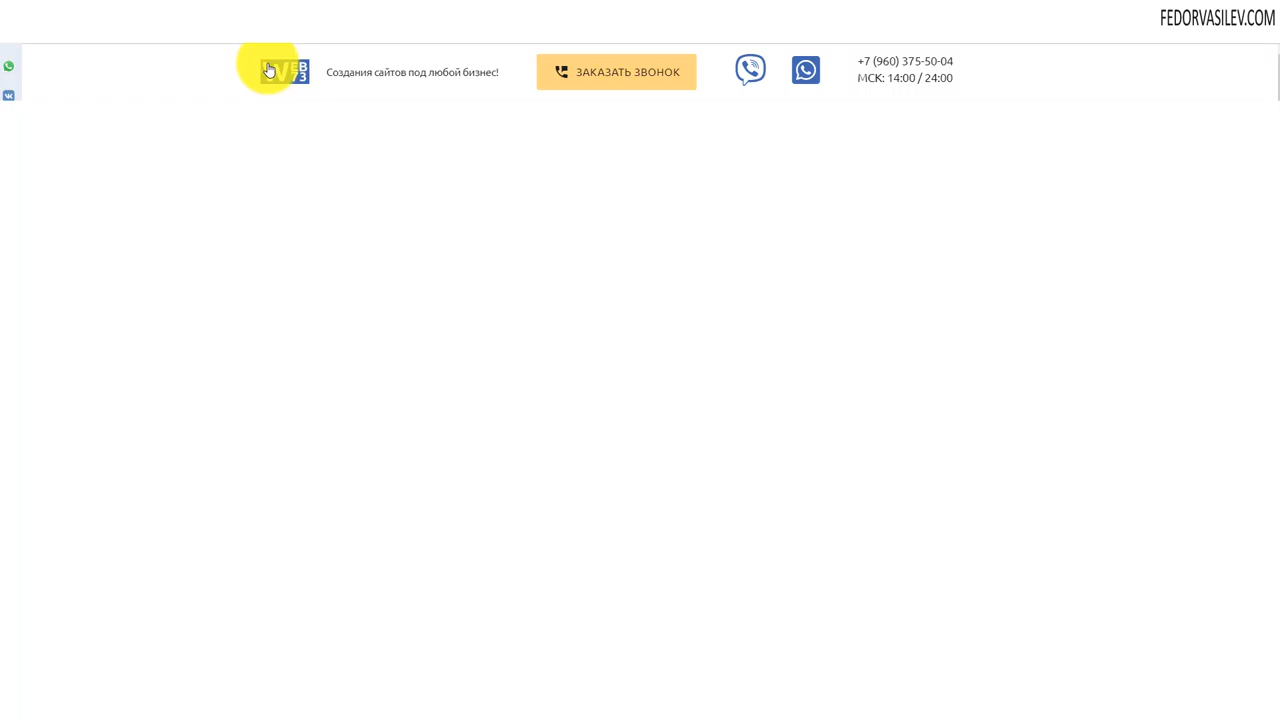 FEDORVASILEV.COM
Создания сайтов под любой бизнес!
ЗАКАЗАТЬ ЗВОНОК
+7 (960) 375-50-04
МСК: 14:00 / 24:00